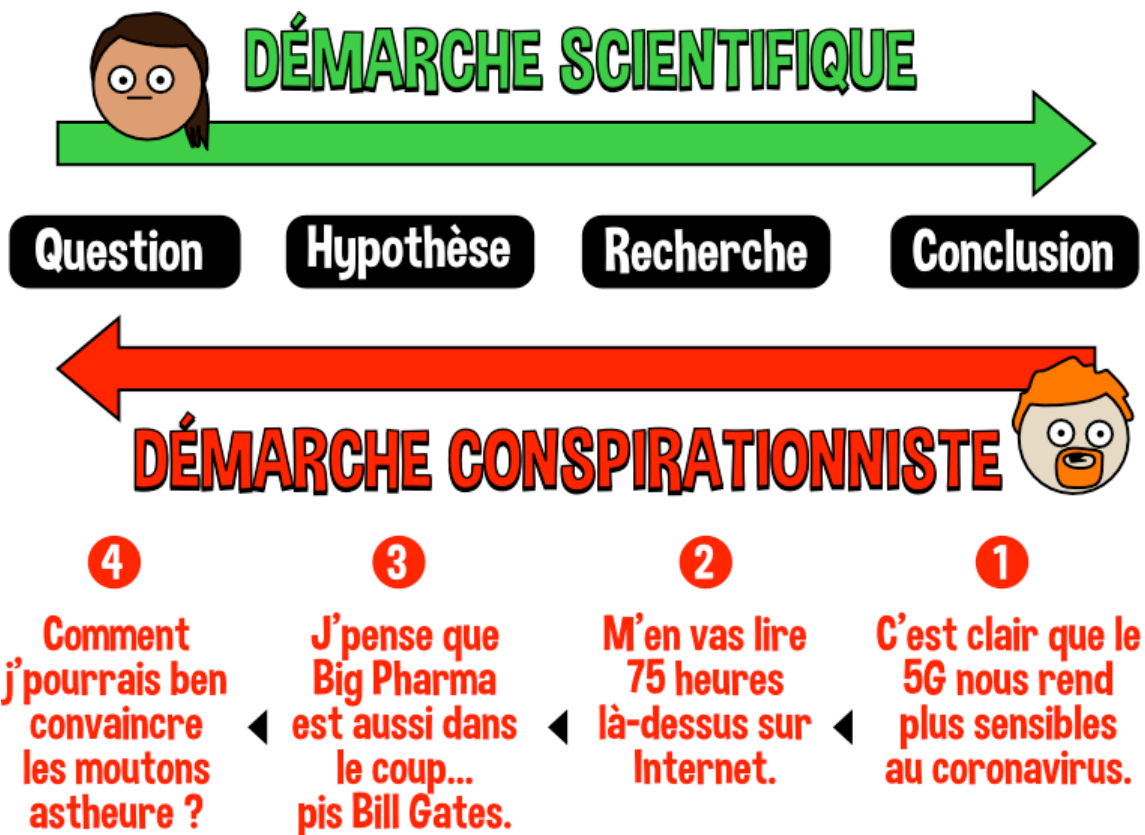 DÉMARCHE SCIENTIFIQUE
Question
Hypothèse
Recherche
Conclusion
DÉMARCHE CONSPIRATIONNISTE
4
Comment
j'pourrais ben
convaincre
les moutons
astheure ?
3
J'pense que
Big Pharma
est aussi dans
le coup...
pis Bill Gates.
2
M'en vas lire
75 heures
là-dessus sur
Internet.
1
C'est clair que le
5G nous rend
plus sensibles
au coronavirus.